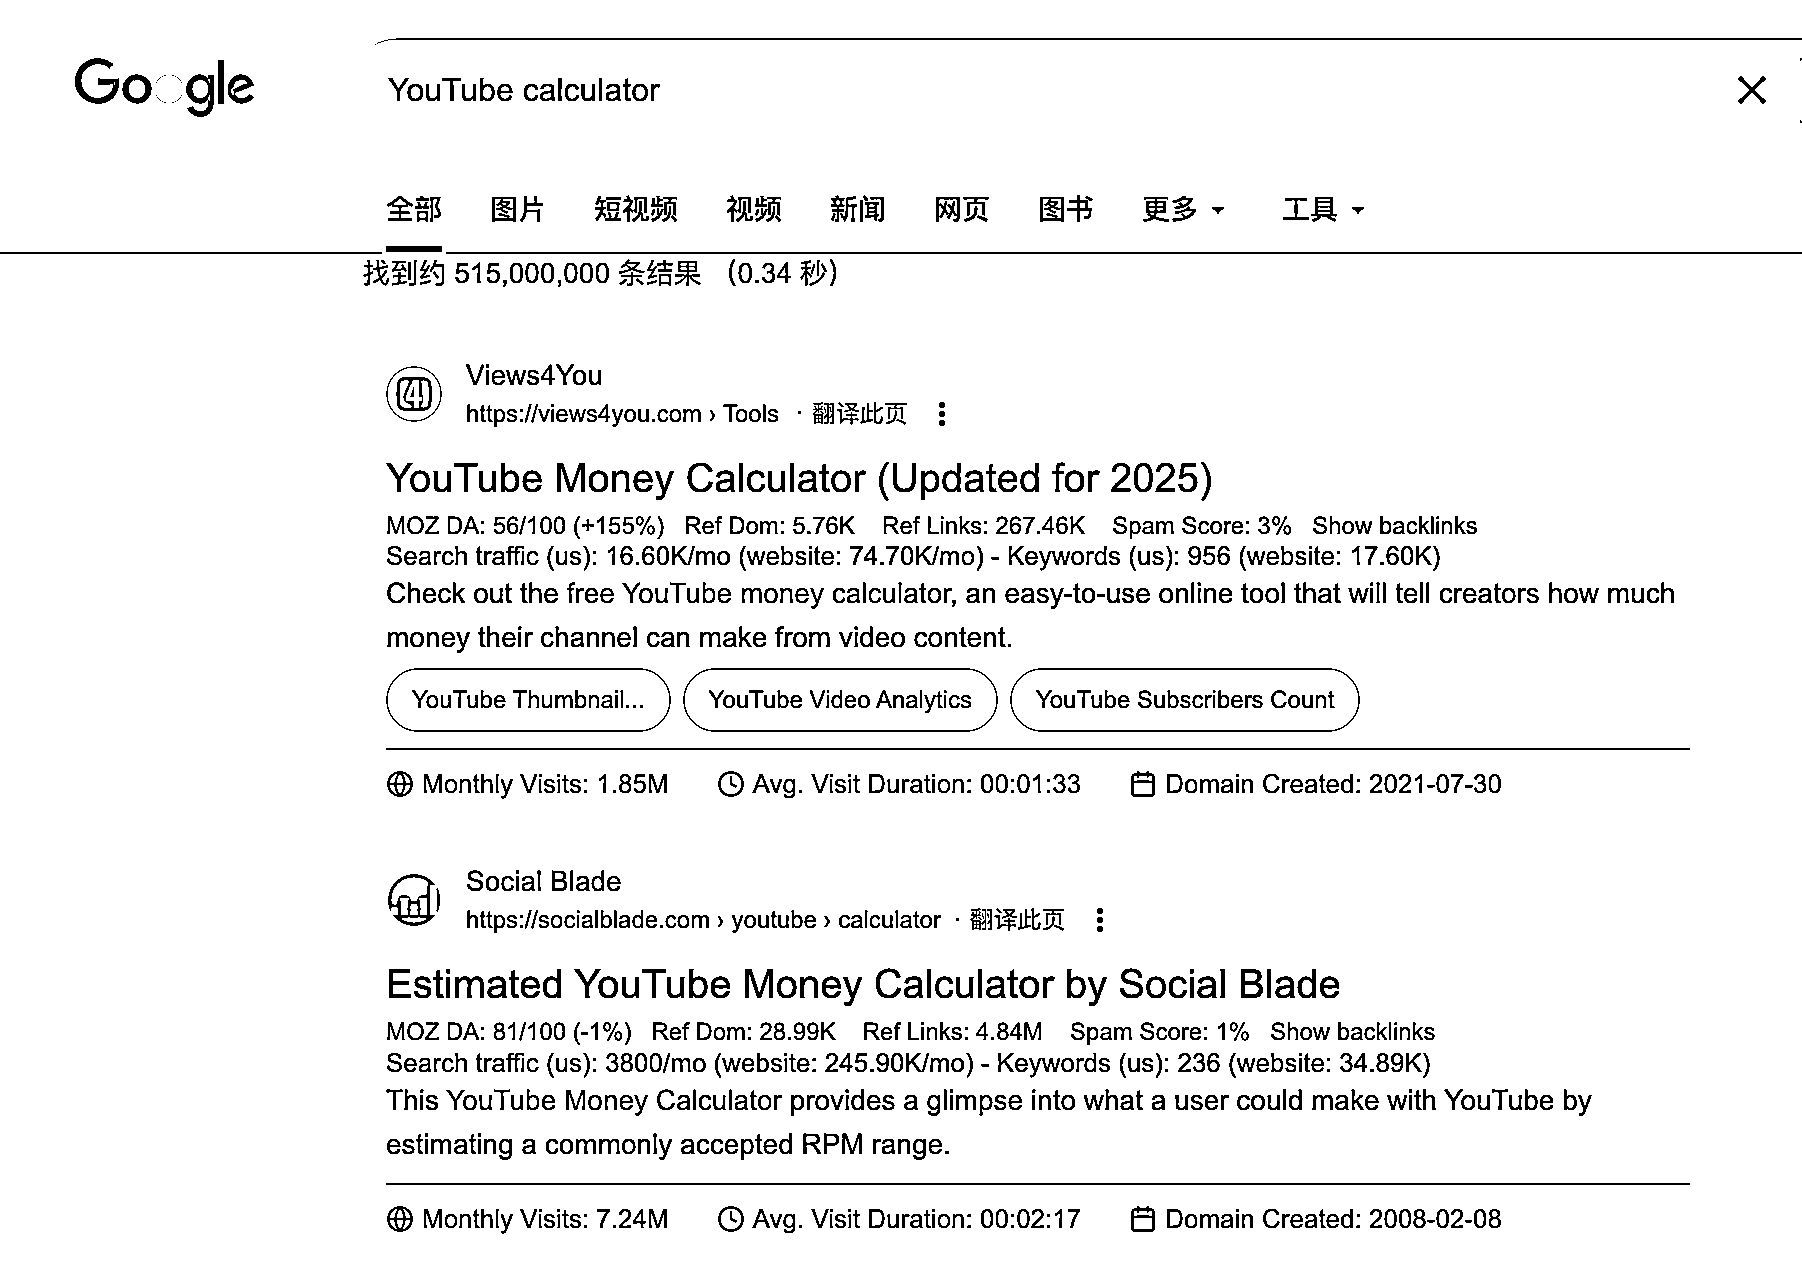 Google
YouTube calculator
全部 图片 短视频 视频 新闻 网页 图书 更多 工具
找到约 515,000,000 条结果 （0.34 秒）
Views4You
https://views4you.com › Tools · 翻译此页
YouTube Money Calculator (Updated for 2025)
MOZ DA: 56/100 (+155%) Ref Dom: 5.76K Ref Links: 267.46K Spam Score: 3% Show backlinks
Search traffic (us): 16.60K/mo (website: 74.70K/mo) - Keywords (us): 956 (website: 17.60K)
Check out the free YouTube money calculator, an easy-to-use online tool that will tell creators how much
money their channel can make from video content.
YouTube Thumbnail... YouTube Video Analytics YouTube Subscribers Count
Monthly Visits: 1.85M Avg. Visit Duration: 00:01:33 Domain Created: 2021-07-30
Social Blade
https://socialblade.com › youtube › calculator · 翻译此页
Estimated YouTube Money Calculator by Social Blade
MOZ DA: 81/100 (-1%) Ref Dom: 28.99K Ref Links: 4.84M Spam Score: 1% Show backlinks
Search traffic (us): 3800/mo (website: 245.90K/mo) - Keywords (us): 236 (website: 34.89K)
This YouTube Money Calculator provides a glimpse into what a user could make with YouTube by
estimating a commonly accepted RPM range.
Monthly Visits: 7.24M Avg. Visit Duration: 00:02:17 Domain Created: 2008-02-08